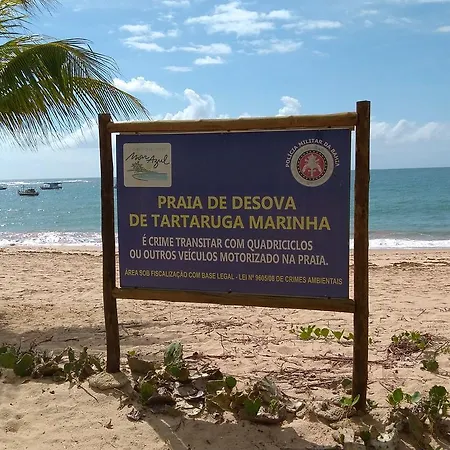 Mar Azul
POLÍCIA MILITAR DA BAHIA
PRAIA DE DESOVA
DE TARTARUGA MARINHA
É CRIME TRANSITAR COM QUADRICICLOS
OU OUTROS VEÍCULOS MOTORIZADO NA PRAIA.
ÁREA SOB FISCALIZAÇÃO COM BASE LEGAL - LEI Nº 9605/08 DE CRIMES AMBIENTAIS